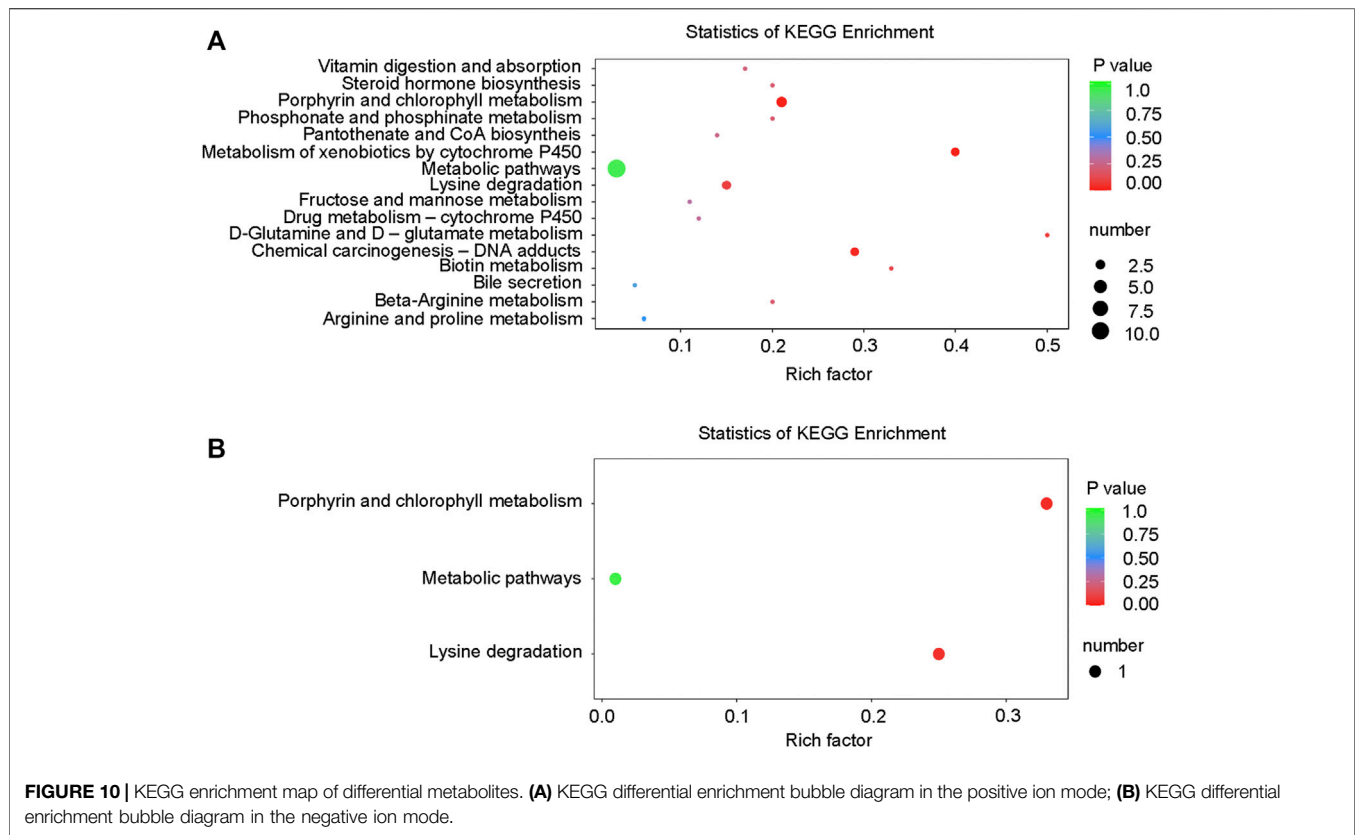 A
Statistics of KEGG Enrichment
Vitamin digestion and absorption
Steroid hormone biosynthesis
Porphyrin and chlorophyll metabolism
Phosphonate and phosphinate metabolism
Pantothenate and CoA biosyntheis
Metabolism of xenobiotics by cytochrome P450
Metabolic pathways
Lysine degradation
Fructose and mannose metabolism
Drug metabolism – cytochrome P450
D-Glutamine and D – glutamate metabolism
Chemical carcinogenesis – DNA adducts
Biotin metabolism
Bile secretion
Beta-Arginine metabolism
Arginine and proline metabolism
0.1 0.2 0.3 0.4 0.5
Rich factor
P value
1.0
0.75
0.50
0.25
0.00
number
2.5
5.0
7.5
10.0
B
Statistics of KEGG Enrichment
Porphyrin and chlorophyll metabolism
Metabolic pathways
Lysine degradation
0.0 0.1 0.2 0.3
Rich factor
P value
1.0
0.75
0.50
0.25
0.00
number
1
FIGURE 10 | KEGG enrichment map of differential metabolites. (A) KEGG differential enrichment bubble diagram in the positive ion mode; (B) KEGG differential
enrichment bubble diagram in the negative ion mode.